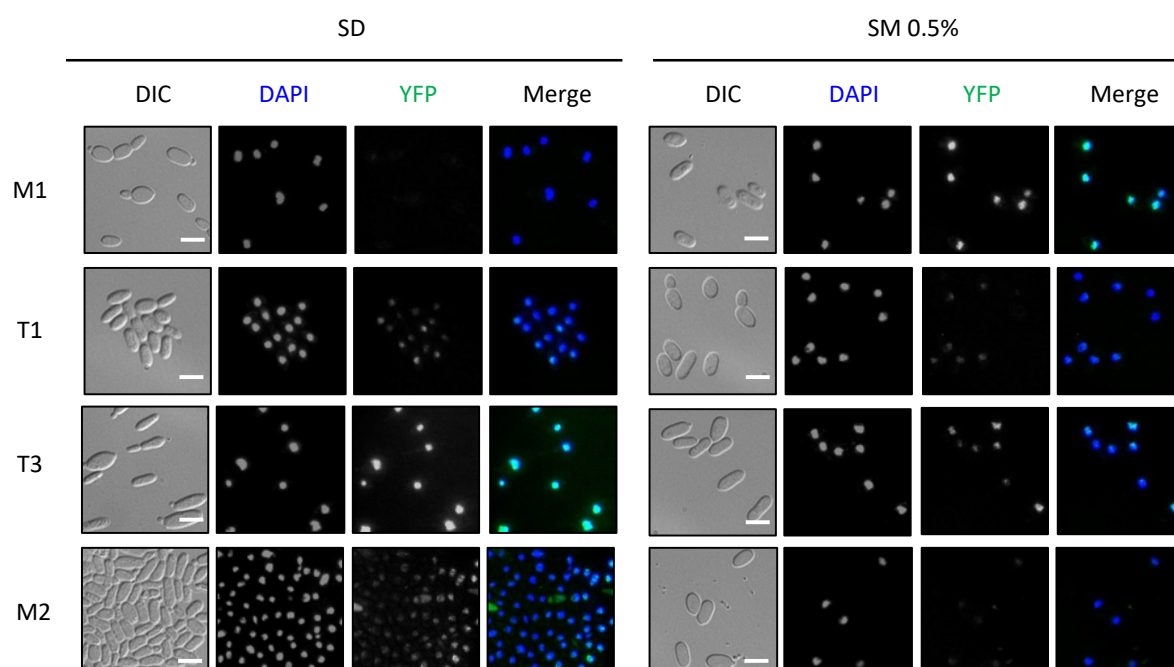 SD SM 0.5%
DIC DAPI YFP Merge DIC DAPI YFP Merge
M1
T1
T3
M2